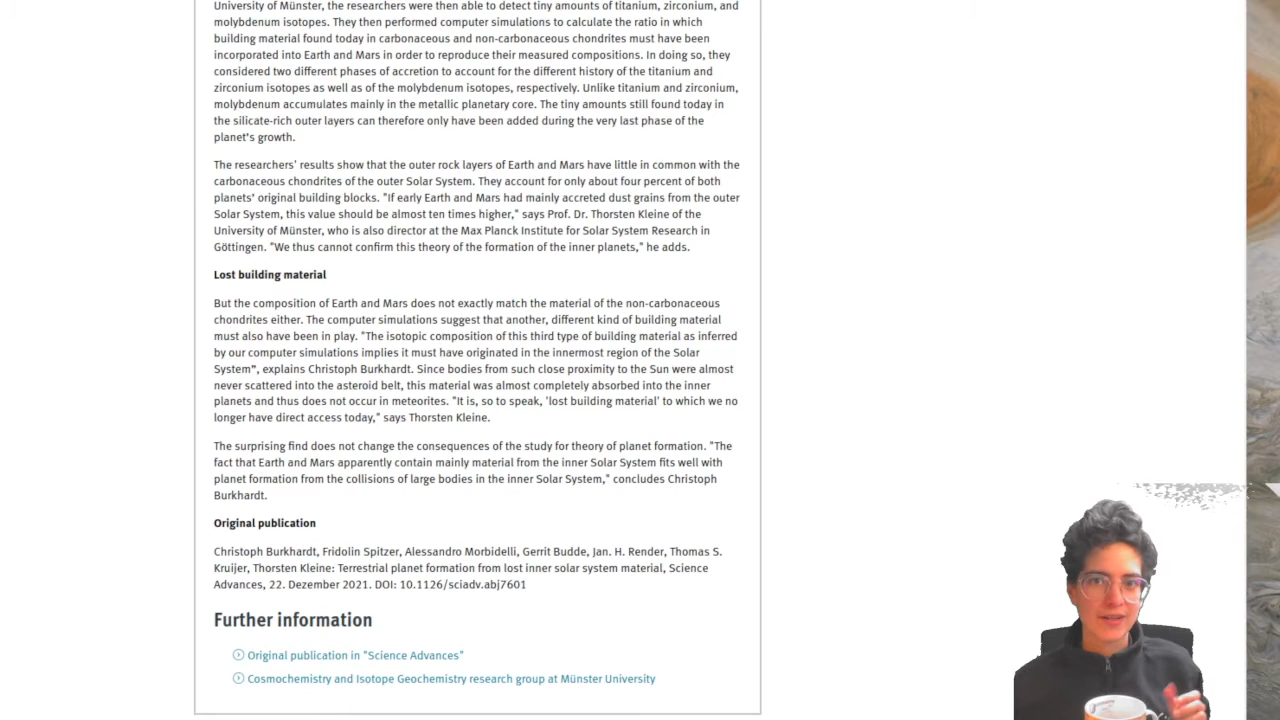 University of Münster, the researchers were then able to detect tiny amounts of titanium, zirconium, and
molybdenum isotopes. They then performed computer simulations to calculate the ratio in which
building material found today in carbonaceous and non-carbonaceous chondrites must have been
incorporated into Earth and Mars in order to reproduce their measured compositions. In doing so, they
considered two different phases of accretion to account for the different history of the titanium and
zirconium isotopes as well as of the molybdenum isotopes, respectively. Unlike titanium and zirconium,
molybdenum accumulates mainly in the metallic planetary core. The tiny amounts still found today in
the silicate-rich outer layers can therefore only have been added during the very last phase of the
planet's growth.
The researchers' results show that the outer rock layers of Earth and Mars have little in common with the
carbonaceous chondrites of the outer Solar System. They account for only about four percent of both
planets' original building blocks. "If early Earth and Mars had mainly accreted dust grains from the outer
Solar System, this value should be almost ten times higher," says Prof. Dr. Thorsten Kleine of the
University of Münster, who is also director at the Max Planck Institute for Solar System Research in
Göttingen. "We thus cannot confirm this theory of the formation of the inner planets," he adds.
Lost building material
But the composition of Earth and Mars does not exactly match the material of the non-carbonaceous
chondrites either. The computer simulations suggest that another, different kind of building material
must also have been in play. "The isotopic composition of this third type of building material as inferred
by our computer simulations implies it must have originated in the innermost region of the Solar
System", explains Christoph Burkhardt. Since bodies from such close proximity to the Sun were almost
never scattered into the asteroid belt, this material was almost completely absorbed into the inner
planets and thus does not occur in meteorites. "It is, so to speak, 'lost building material' to which we no
longer have direct access today," says Thorsten Kleine.
The surprising find does not change the consequences of the study for theory of planet formation. "The
fact that Earth and Mars apparently contain mainly material from the inner Solar System fits well with
planet formation from the collisions of large bodies in the inner Solar System," concludes Christoph
Burkhardt.
Original publication
Christoph Burkhardt, Fridolin Spitzer, Alessandro Morbidelli, Gerrit Budde, Jan. H. Render, Thomas S.
Kruijer, Thorsten Kleine: Terrestrial planet formation from lost inner solar system material, Science
Advances, 22. Dezember 2021. DOI: 10.1126/sciadv.abj7601
Further information
Original publication in "Science Advances"
Cosmochemistry and Isotope Geochemistry research group at Münster University